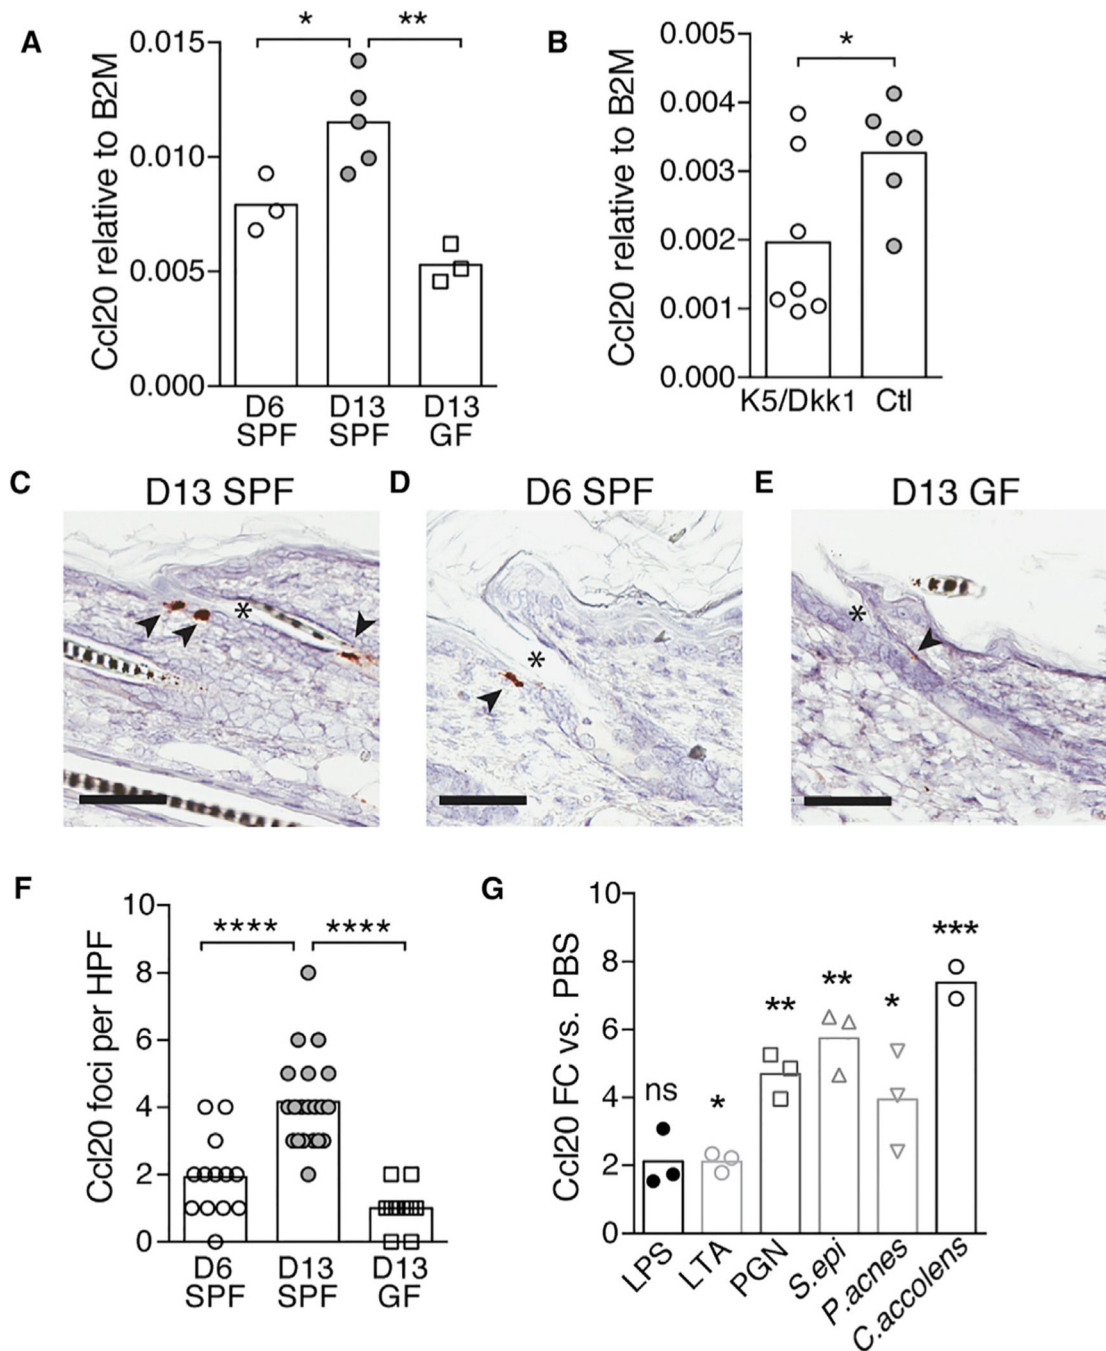 A
Ccl20 relative to B2M
0.015
0.010
0.005
0.000
*
**
D6
SPF
D13
SPF
D13
GF
B
Ccl20 relative to B2M
0.005
0.004
0.003
0.002
0.001
0.000
*
K5/Dkk1
Ctl
C
D13 SPF
*
D
D6 SPF
*
E
D13 GF
*
F
Ccl20 foci per HPF
10
8
6
4
2
0
****
****
D6
SPF
D13
SPF
D13
GF
G
Ccl20 FC vs. PBS
10
8
6
4
2
0
ns
*
**
**
*
***
LPS
LTA
PGN
S.epi
P.acnes
C.accolens